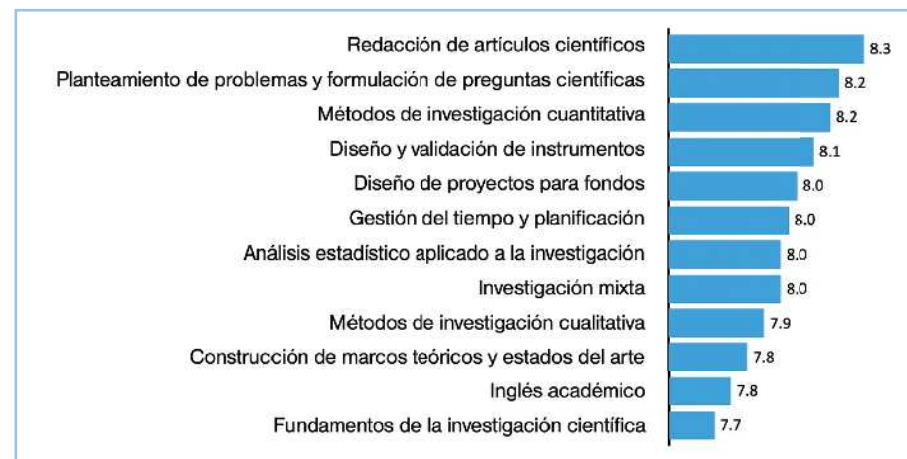 Redacción de artículos científicos 8.3
Planteamiento de problemas y formulación de preguntas científicas 8.2
Métodos de investigación cuantitativa 8.2
Diseño y validación de instrumentos 8.1
Diseño de proyectos para fondos 8.0
Gestión del tiempo y planificación 8.0
Análisis estadístico aplicado a la investigación 8.0
Investigación mixta 8.0
Métodos de investigación cualitativa 7.9
Construcción de marcos teóricos y estados del arte 7.8
Inglés académico 7.8
Fundamentos de la investigación científica 7.7